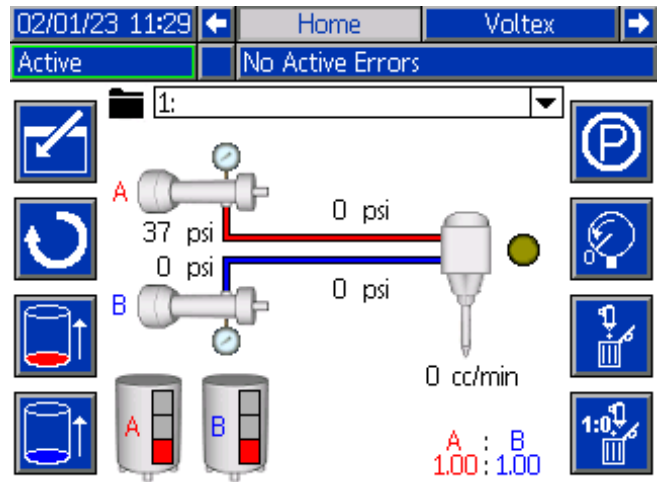 02/01/23 11:29 Home Voltex
Active No Active Errors
1:
A
0 psi
37 psi
0 psi
0 psi
B
0 cc/min
A B
A : B
1.00 : 1.00
P
0
1:0